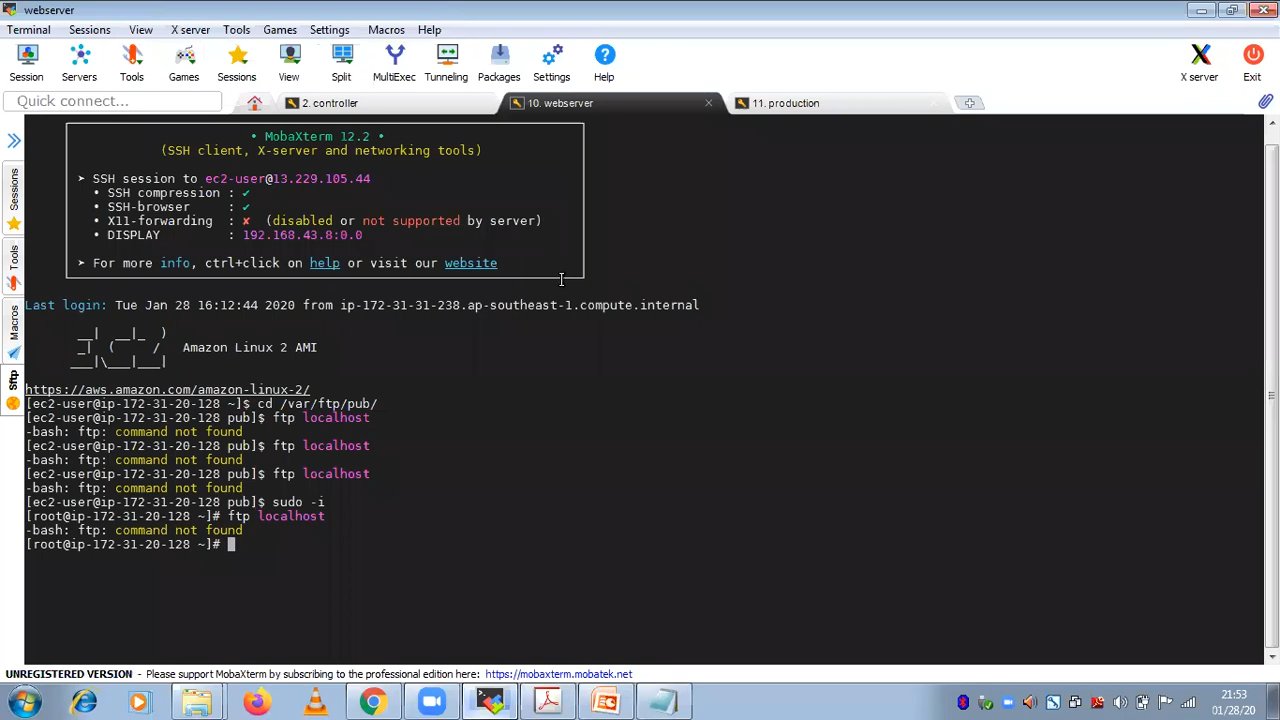 webserver
Terminal Sessions View X server Tools Games Settings Macros Help
Session Servers Tools Games Sessions View Split MultiExec Tunneling Packages Settings Help X server Exit
Quick connect...
2. controller
10. webserver
11. production
Sessions
Tools
Macros
Sftp
• MobaXterm 12.2 •
(SSH client, X-server and networking tools)
➤ SSH session to ec2-user@13.229.105.44
• SSH compression : ✔
• SSH-browser : ✔
• X11-forwarding : ✘ (disabled or not supported by server)
• DISPLAY : 192.168.43.8:0.0
➤ For more info, ctrl+click on help or visit our website
Last login: Tue Jan 28 16:12:44 2020 from ip-172-31-31-238.ap-southeast-1.compute.internal
__| __|_ )
_| ( / Amazon Linux 2 AMI
___|\___|___|
https://aws.amazon.com/amazon-linux-2/
[ec2-user@ip-172-31-20-128 ~]$ cd /var/ftp/pub/
[ec2-user@ip-172-31-20-128 pub]$ ftp localhost
-bash: ftp: command not found
[ec2-user@ip-172-31-20-128 pub]$ ftp localhost
-bash: ftp: command not found
[ec2-user@ip-172-31-20-128 pub]$ ftp localhost
-bash: ftp: command not found
[ec2-user@ip-172-31-20-128 pub]$ sudo -i
[root@ip-172-31-20-128 ~]# ftp localhost
-bash: ftp: command not found
[root@ip-172-31-20-128 ~]#
UNREGISTERED VERSION - Please support MobaXterm by subscribing to the professional edition here: https://mobaxterm.mobatek.net
21:53
01/28/20